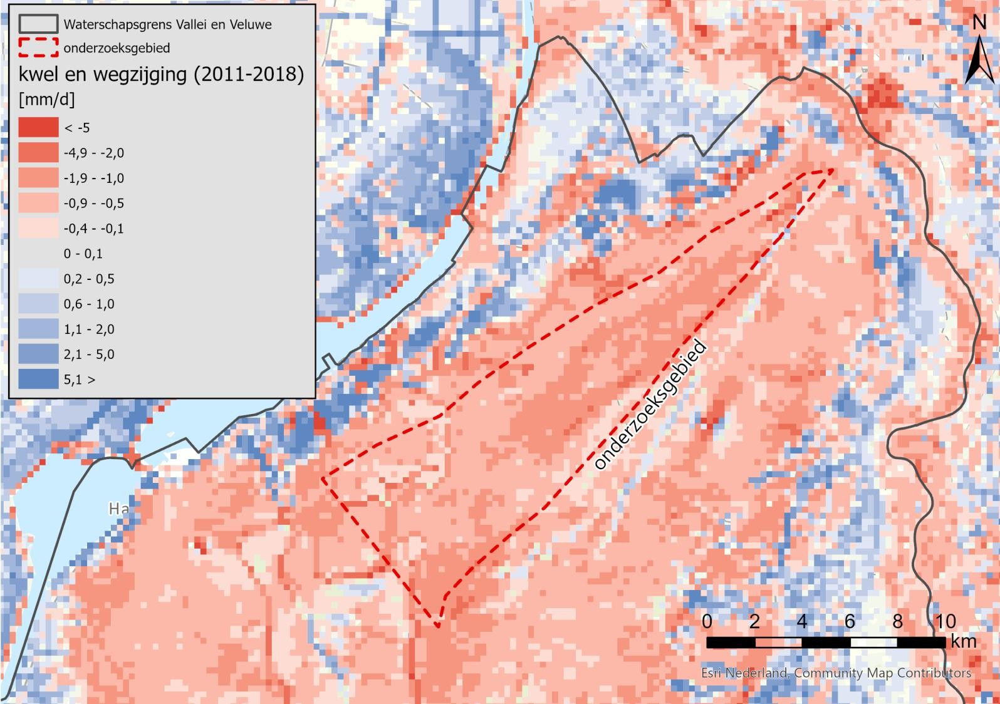 Waterschapsgrens Vallei en Veluwe
onderzoeksgebied
kwel en wegzijging (2011-2018)
[mm/d]
< -5
-4,9 - -2,0
-1,9 - -1,0
-0,9 - -0,5
-0,4 - -0,1
0 - 0,1
0,2 - 0,5
0,6 - 1,0
1,1 - 2,0
2,1 - 5,0
5,1 >
N
onderzoeksgebied
Ha
0 2 4 6 8 10
km
Esri Nederland, Community Map Contributors